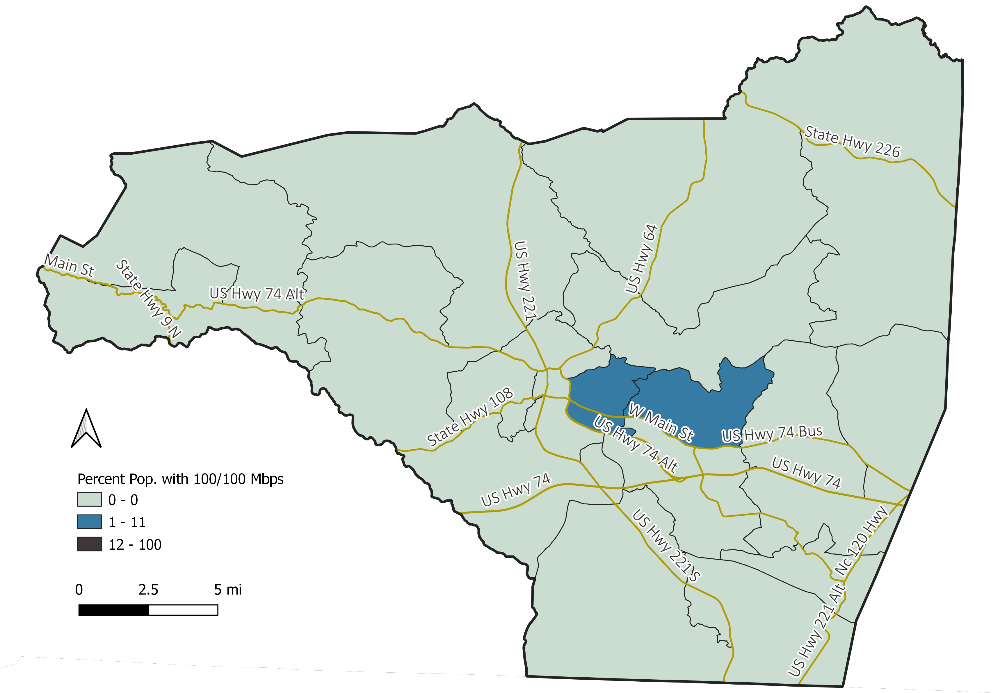 State Hwy 226
US Hwy 64
US Hwy 221
Main St
State Hwy 9 N
US Hwy 74 Alt
State Hwy 108
W Main St
US Hwy 74 Alt
US Hwy 74 Bus
US Hwy 74
US Hwy 74
US Hwy 221 S
Nc 120 Hwy
US Hwy 221 Alt
Percent Pop. with 100/100 Mbps
0 - 0
1 - 11
12 - 100
0 2.5 5 mi